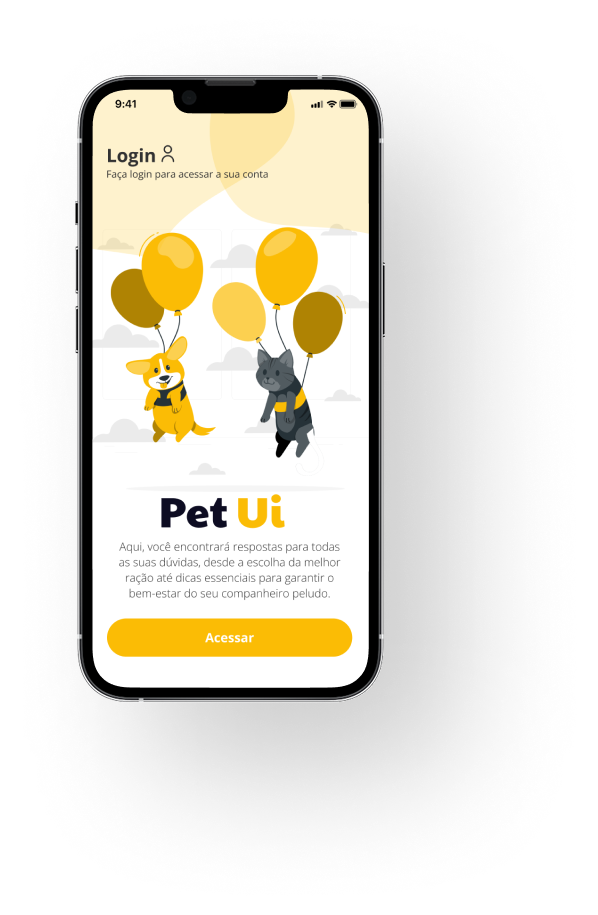 9:41
Login
Faça login para acessar a sua conta
Pet Ui
Aqui, você encontrará respostas para todas
as suas dúvidas, desde a escolha da melhor
ração até dicas essenciais para garantir o
bem-estar do seu companheiro peludo.
Acessar